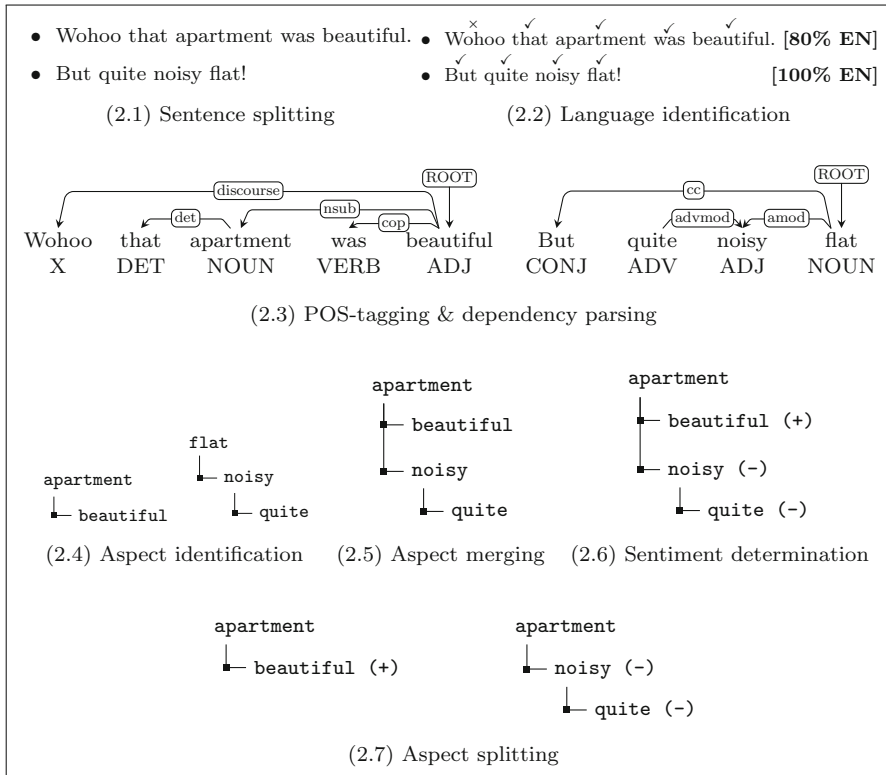 • Wohoo that apartment was beautiful.
• But quite noisy flat!
(2.1) Sentence splitting
× ✓ ✓ ✓ ✓
• Wohoo that apartment was beautiful. [80% EN]
✓ ✓ ✓ ✓
• But quite noisy flat! [100% EN]
(2.2) Language identification
discourse ROOT
det nsub cop
Wohoo that apartment was beautiful
X DET NOUN VERB ADJ
cc ROOT
advmod amod
But quite noisy flat
CONJ ADV ADJ NOUN
(2.3) POS-tagging & dependency parsing
apartment
beautiful
flat
noisy
quite
(2.4) Aspect identification
apartment
beautiful
noisy
quite
(2.5) Aspect merging
apartment
beautiful (+)
noisy (-)
quite (-)
(2.6) Sentiment determination
apartment
beautiful (+)
apartment
noisy (-)
quite (-)
(2.7) Aspect splitting